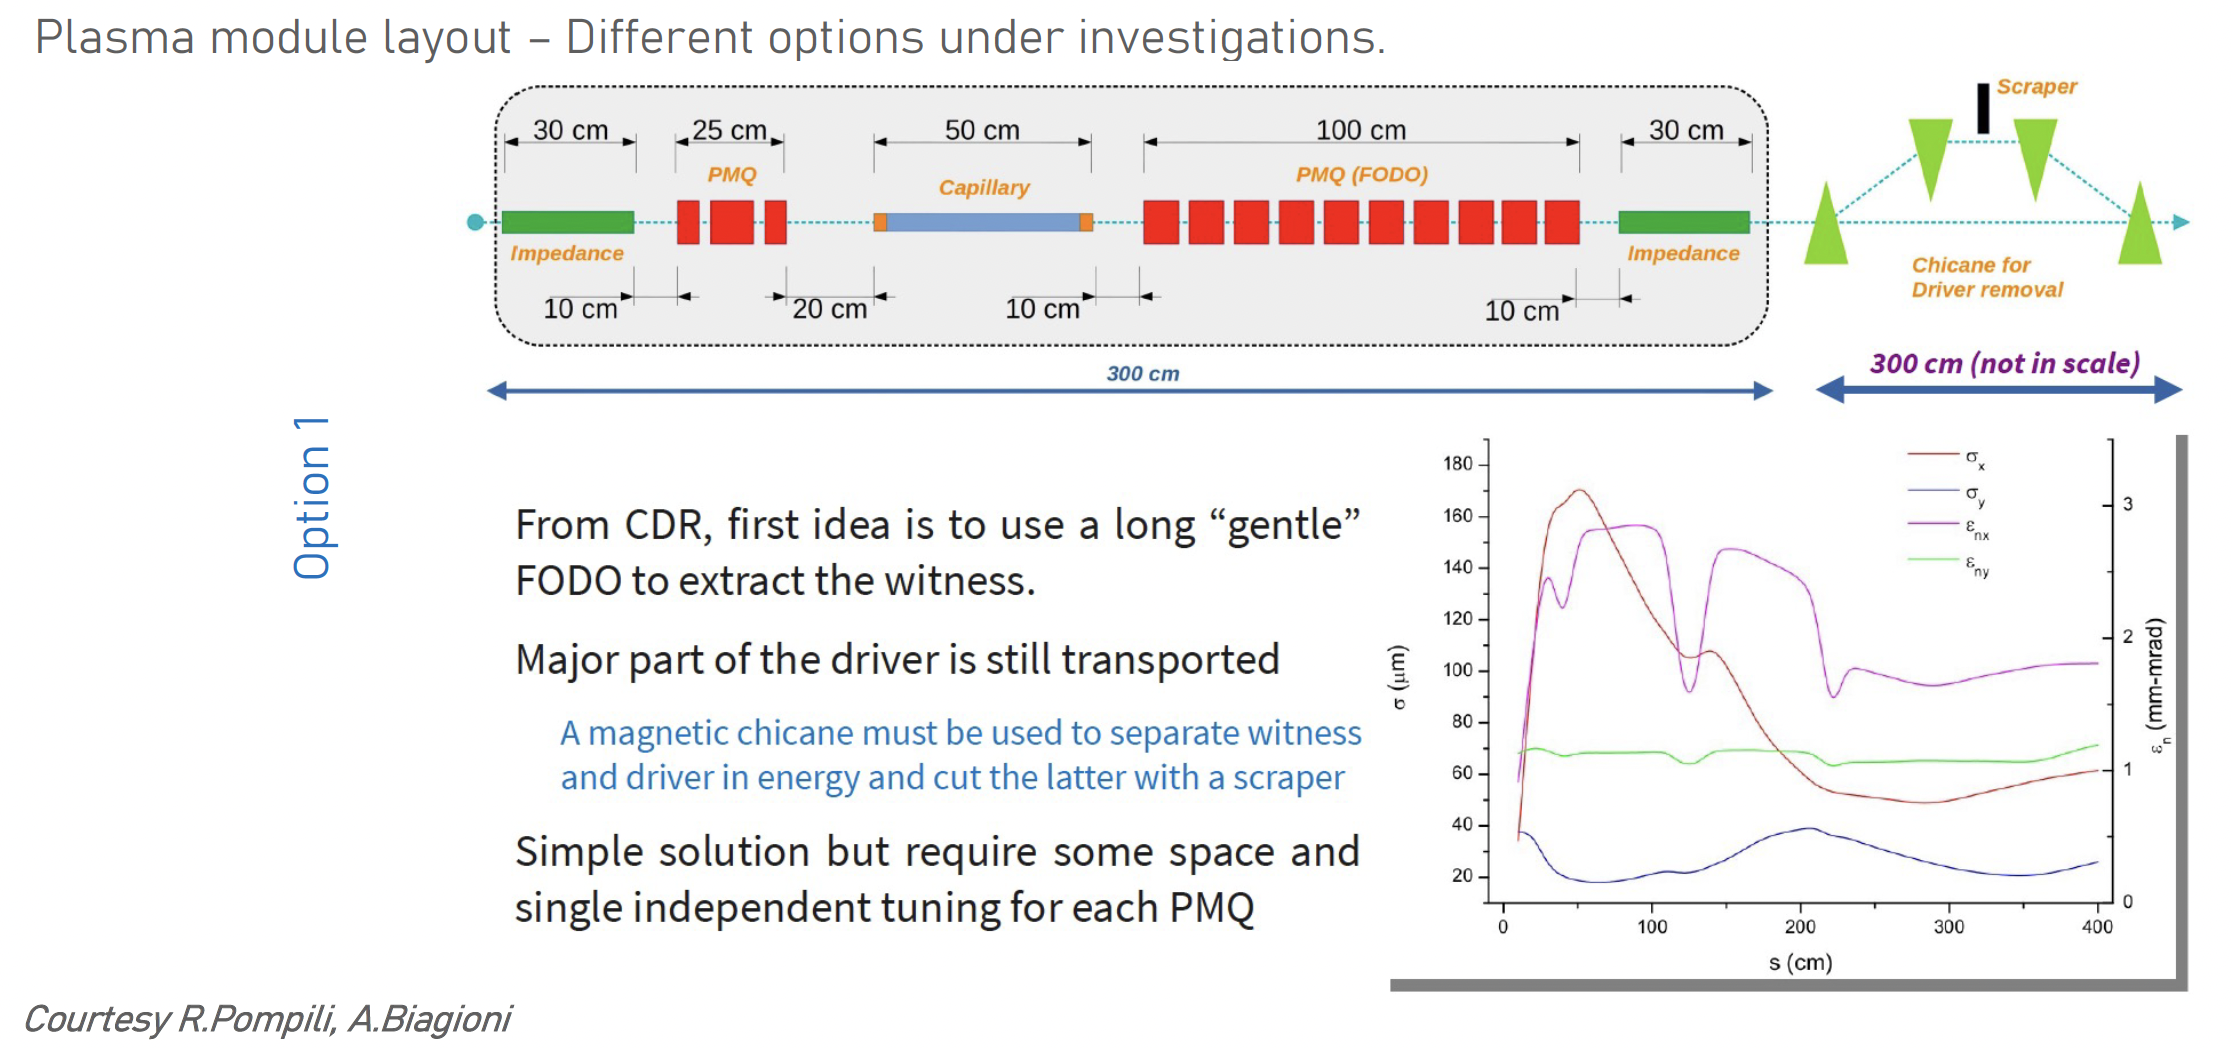 Plasma module layout – Different options under investigations.
Scraper
30 cm
25 cm
50 cm
100 cm
30 cm
PMQ
Capillary
PMQ (FODO)
Impedance
Impedance
10 cm
20 cm
10 cm
10 cm
Chicane for
Driver removal
300 cm
300 cm (not in scale)
Option 1
From CDR, first idea is to use a long “gentle”
FODO to extract the witness.
Major part of the driver is still transported
A magnetic chicane must be used to separate witness
and driver in energy and cut the latter with a scraper
Simple solution but require some space and
single independent tuning for each PMQ
σx
σy
εnx
εny
180
160
140
120
100
80
60
40
20
σ (μm)
3
2
1
0
εn (mm-mrad)
0
100
200
300
400
s (cm)
Courtesy R.Pompili, A.Biagioni